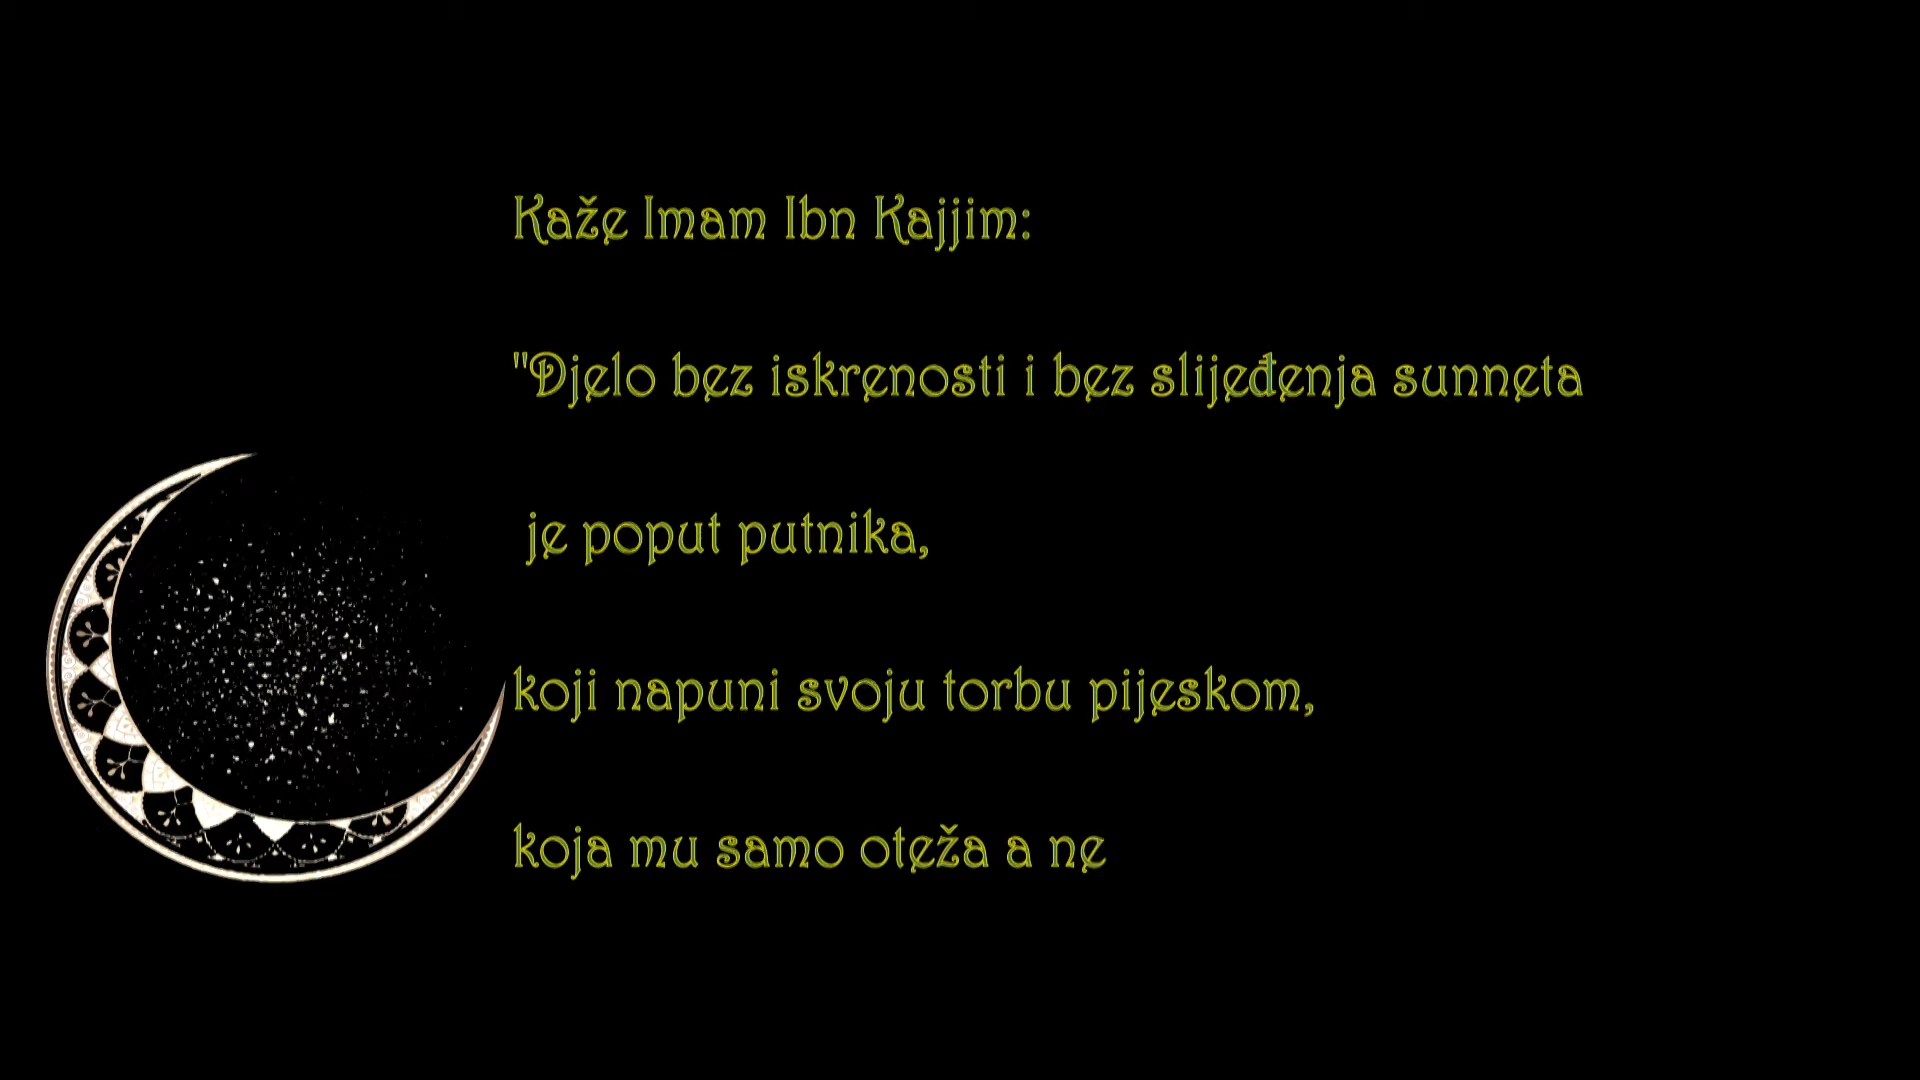 Kaže Imam Ibn Kajjim:
"Djelo bez iskrenosti i bez slijeđenja sunneta
je poput putnika,
koji napuni svoju torbu pijeskom,
koja mu samo oteža a ne